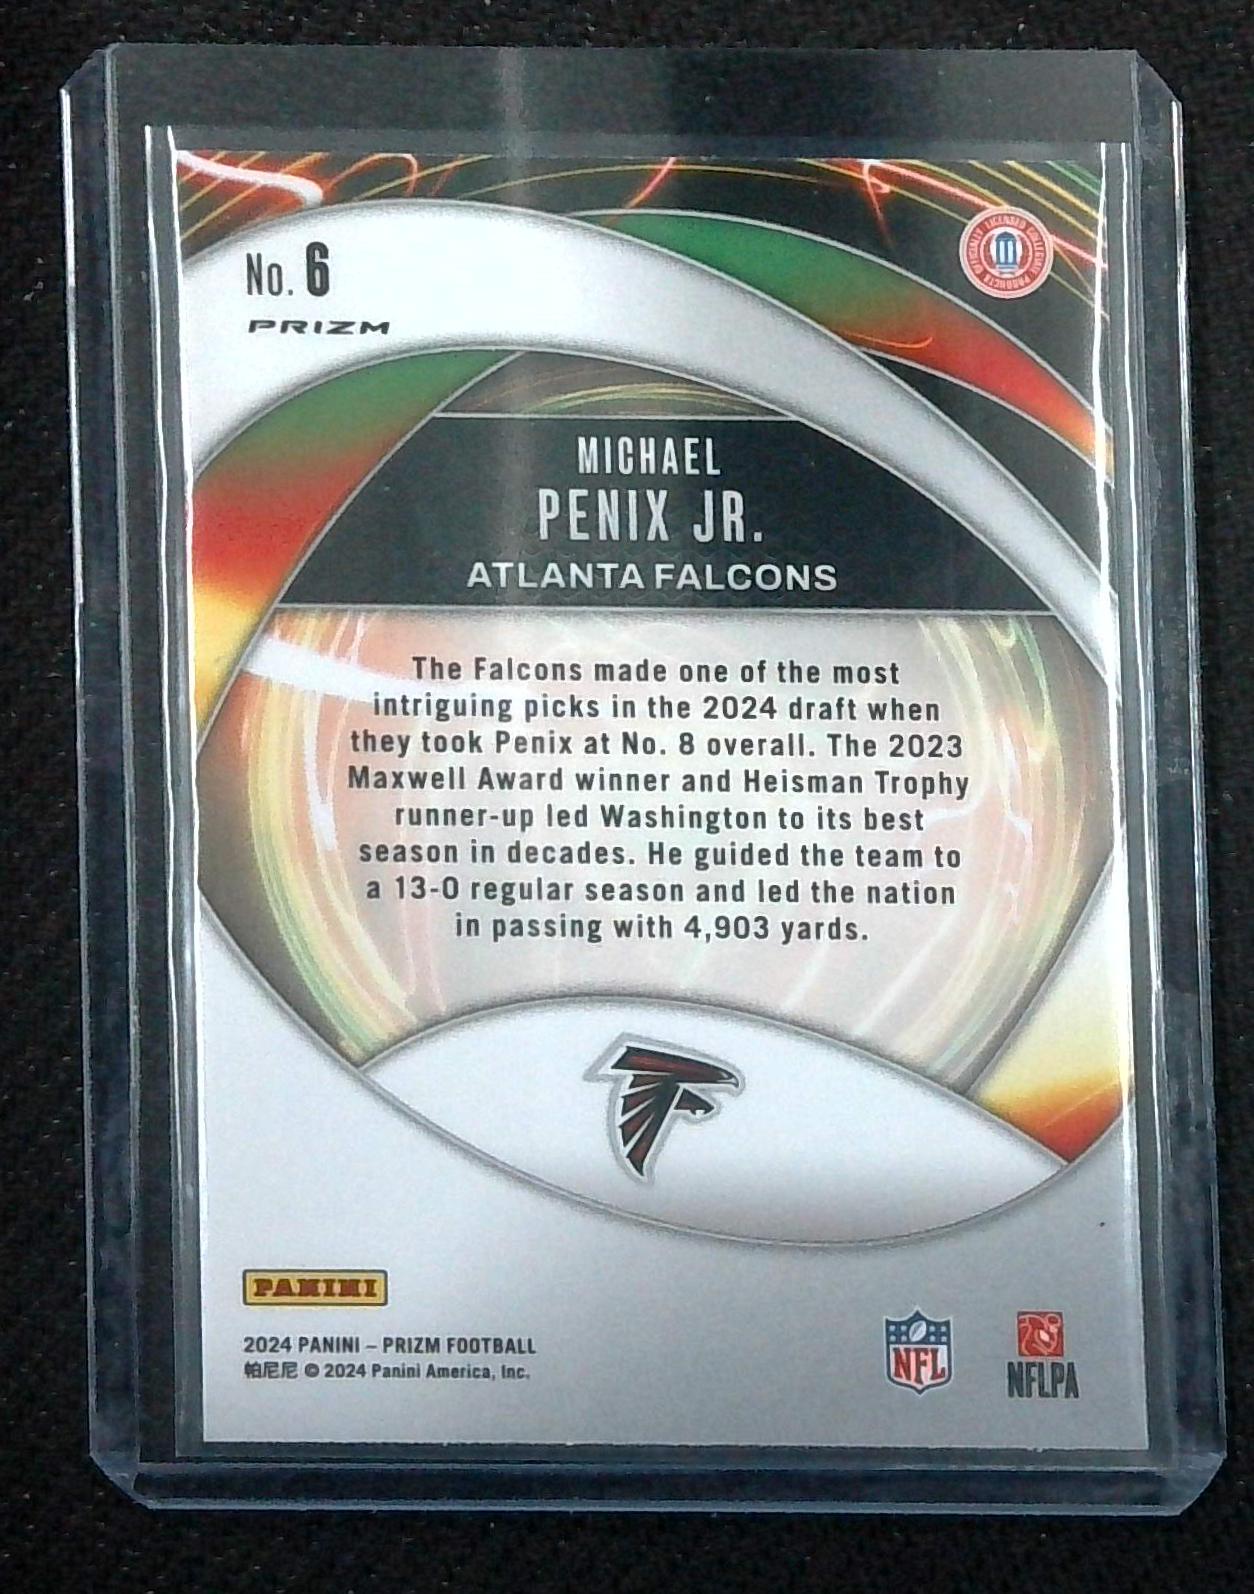 No. 6
PRIZM
OFFICIALLY LICENSED COLLEGIATE PRODUCTS
MICHAEL
PENIX JR.
ATLANTA FALCONS
The Falcons made one of the most
intriguing picks in the 2024 draft when
they took Penix at No. 8 overall. The 2023
Maxwell Award winner and Heisman Trophy
runner-up led Washington to its best
season in decades. He guided the team to
a 13-0 regular season and led the nation
in passing with 4,903 yards.
PANINI
2024 PANINI – PRIZM FOOTBALL
帕尼尼 © 2024 Panini America, Inc.
NFL
NFLPA